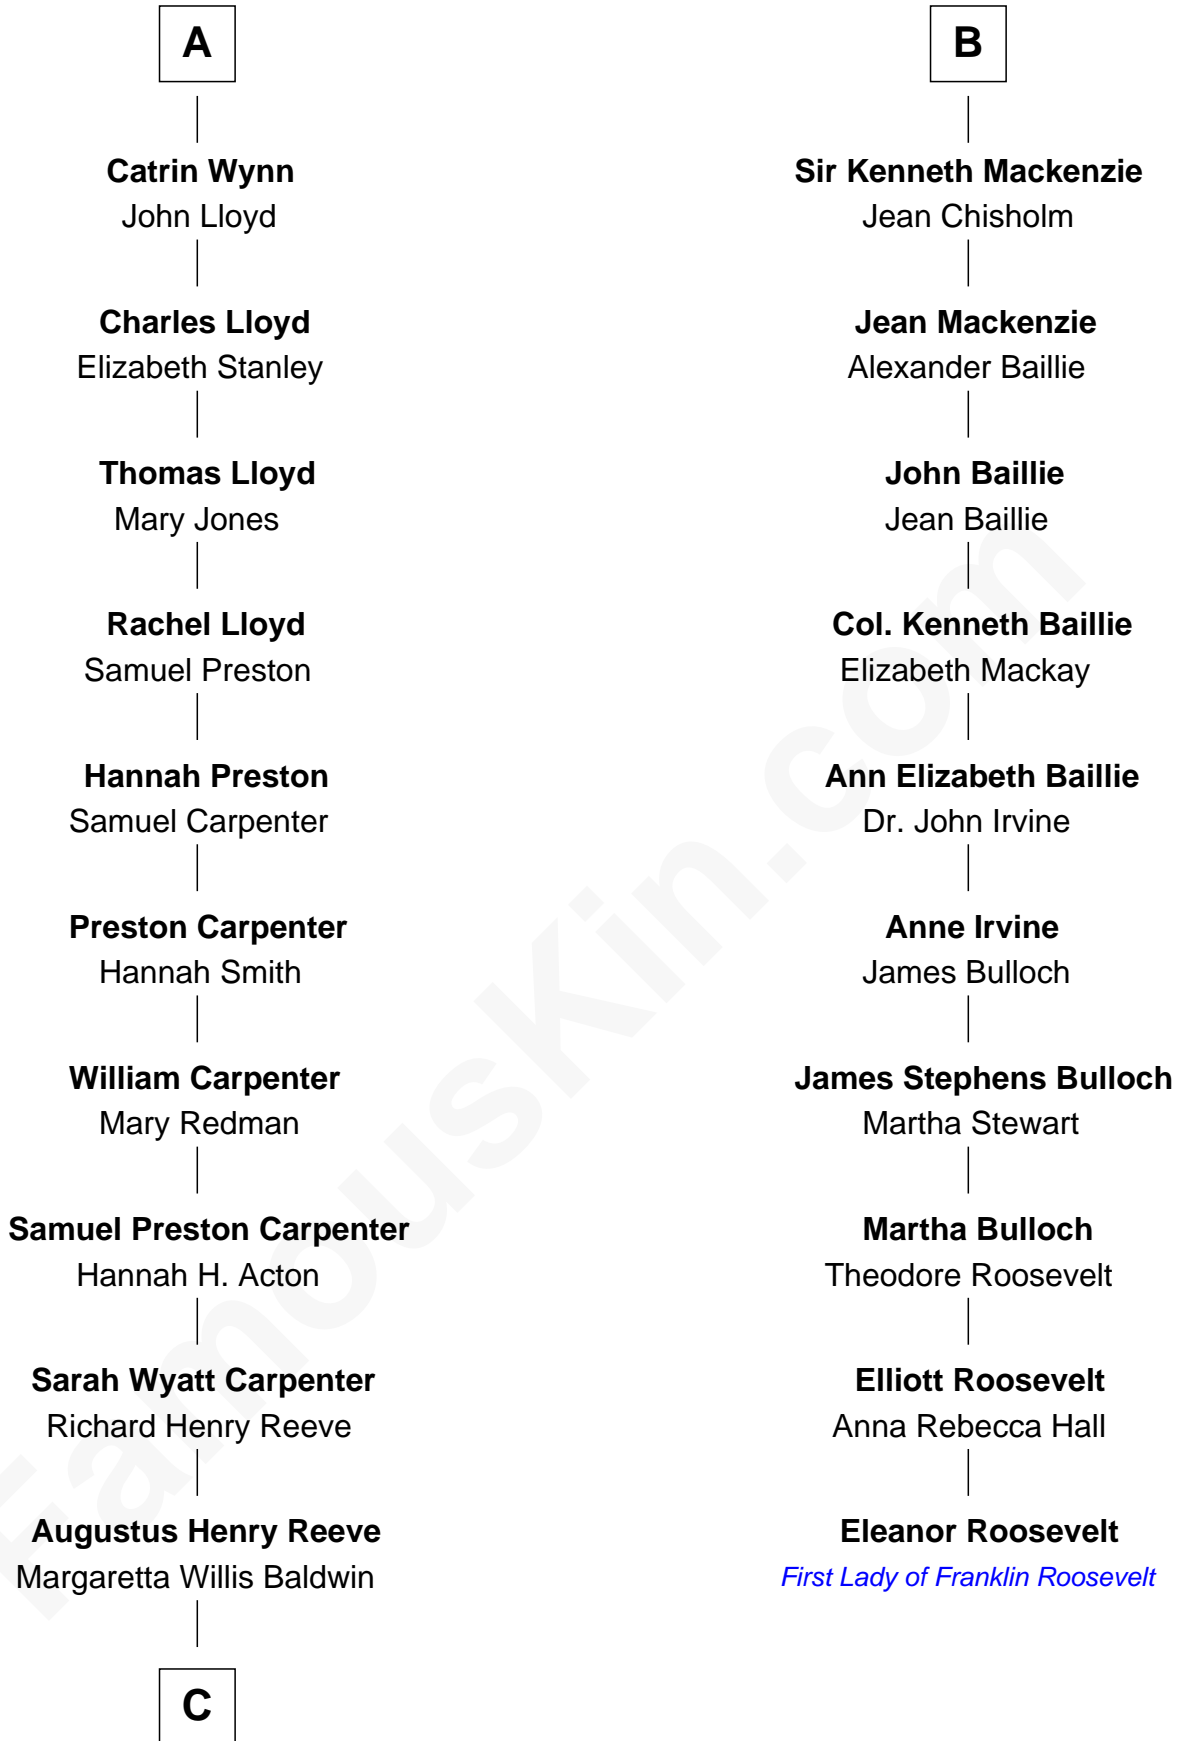 A
Catrin Wynn
John Lloyd
Charles Lloyd
Elizabeth Stanley
Thomas Lloyd
Mary Jones
Rachel Lloyd
Samuel Preston
Hannah Preston
Samuel Carpenter
Preston Carpenter
Hannah Smith
William Carpenter
Mary Redman
Samuel Preston Carpenter
Hannah H. Acton
Sarah Wyatt Carpenter
Richard Henry Reeve
Augustus Henry Reeve
Margaretta Willis Baldwin
C
B
Sir Kenneth Mackenzie
Jean Chisholm
Jean Mackenzie
Alexander Baillie
John Baillie
Jean Baillie
Col. Kenneth Baillie
Elizabeth Mackay
Ann Elizabeth Baillie
Dr. John Irvine
Anne Irvine
James Bulloch
James Stephens Bulloch
Martha Stewart
Martha Bulloch
Theodore Roosevelt
Elliott Roosevelt
Anna Rebecca Hall
Eleanor Roosevelt
First Lady of Franklin Roosevelt
FamousKin.com